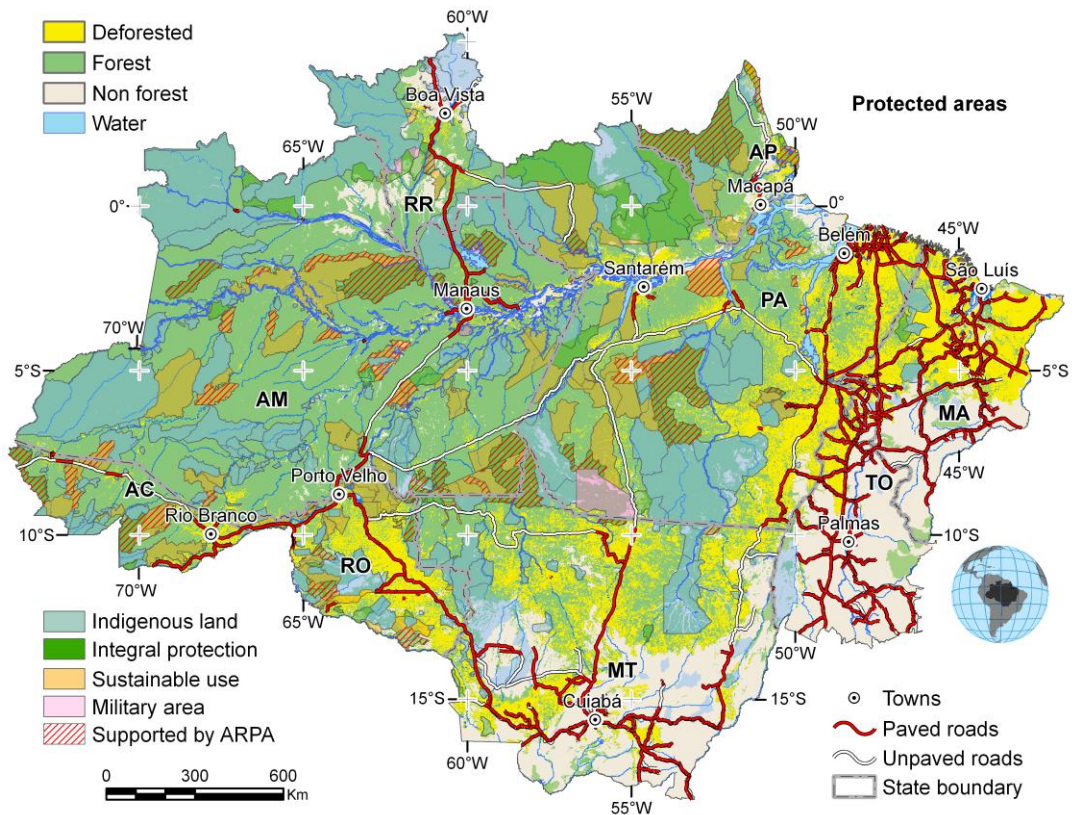 Deforested
Forest
Non forest
Water
60°W
55°W
50°W
65°W
0°
0°
45°W
70°W
5°S
5°S
45°W
10°S
10°S
70°W
65°W
50°W
15°S
15°S
60°W
55°W
Protected areas
Boa Vista
RR
AP
Macapá
Belém
São Luís
Santarém
Manaus
PA
AM
MA
Porto Velho
AC
Rio Branco
TO
Palmas
RO
MT
Cuiabá
Indigenous land
Integral protection
Sustainable use
Military area
Supported by ARPA
0 300 600
Km
Towns
Paved roads
Unpaved roads
State boundary